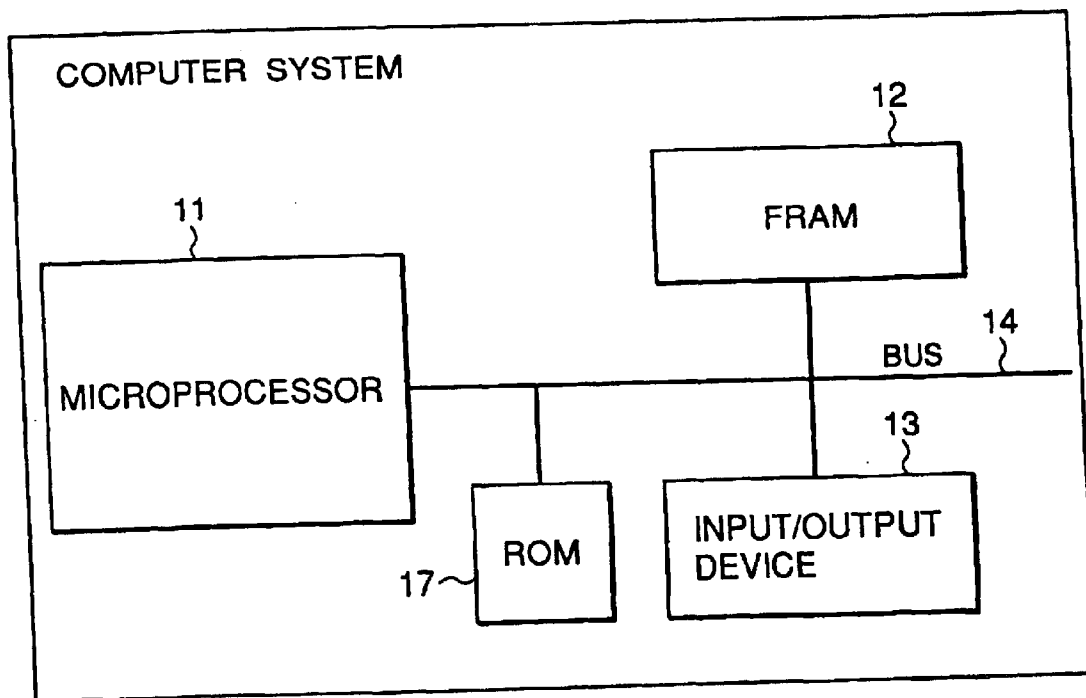 COMPUTER SYSTEM
12
FRAM
11
MICROPROCESSOR
BUS
14
13
INPUT/OUTPUT
DEVICE
ROM
17